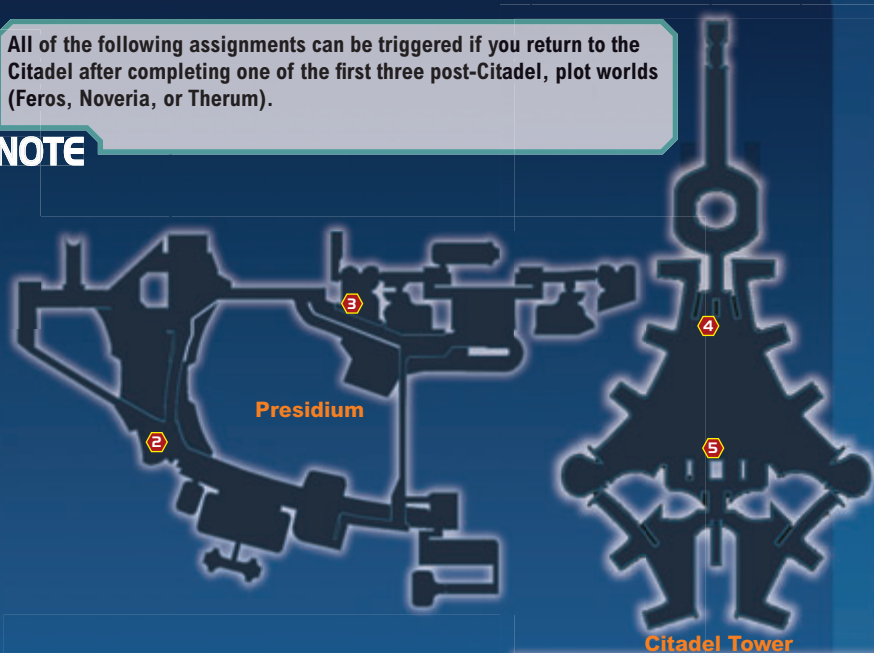 All of the following assignments can be triggered if you return to the
Citadel after completing one of the first three post-Citadel, plot worlds
(Feros, Noveria, or Therum).
NOTE
3
4
Presidium
2
5
Citadel Tower